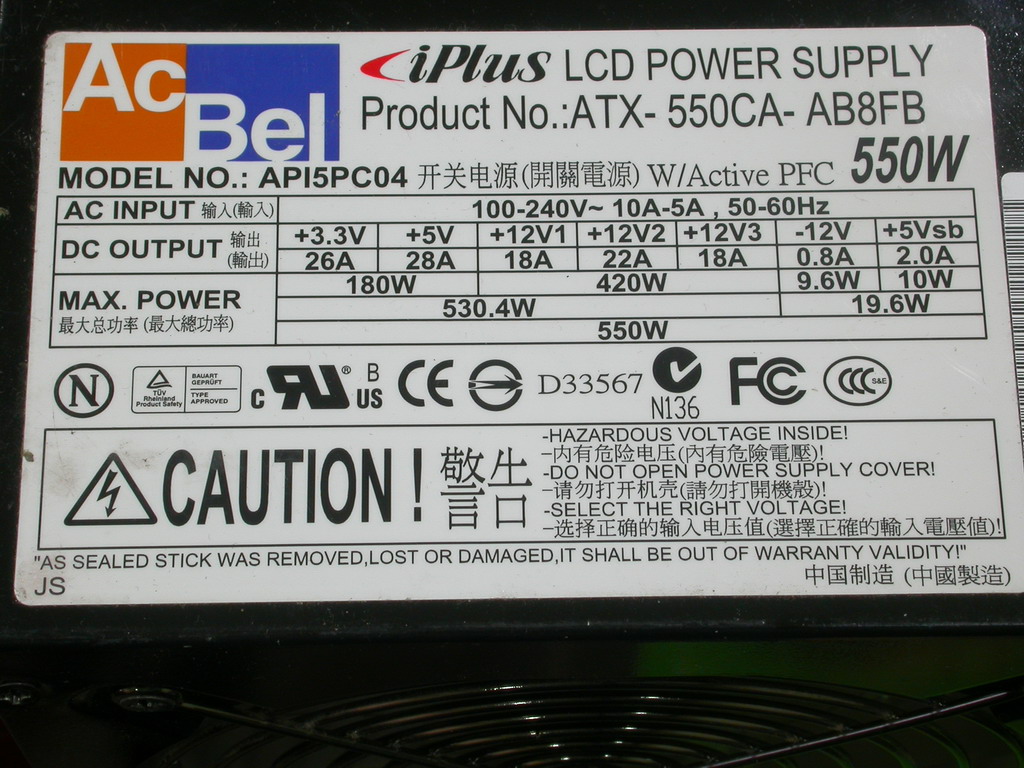 AcBel
iPlus LCD POWER SUPPLY
Product No.:ATX- 550CA- AB8FB
MODEL NO.: API5PC04 开关电源(開關電源) W/Active PFC 550W
AC INPUT 输入(輸入) 100-240V~ 10A-5A , 50-60Hz
DC OUTPUT 输出(輸出) +3.3V +5V +12V1 +12V2 +12V3 -12V +5Vsb
26A 28A 18A 22A 18A 0.8A 2.0A
MAX. POWER 最大总功率(最大總功率) 180W 420W 9.6W 10W
530.4W 19.6W
550W
N TÜV Rheinland Product Safety BAUART GEPRÜFT TYPE APPROVED c RU ® B US CE D33567 N136 FC CCC S&E
CAUTION! 警告
-HAZARDOUS VOLTAGE INSIDE!
-内有危险电压(內有危險電壓)!
-DO NOT OPEN POWER SUPPLY COVER!
-请勿打开机壳(請勿打開機殼)!
-SELECT THE RIGHT VOLTAGE!
-选择正确的输入电压值(選擇正確的輸入電壓值)!
"AS SEALED STICK WAS REMOVED,LOST OR DAMAGED,IT SHALL BE OUT OF WARRANTY VALIDITY!"
JS 中国制造 (中國製造)